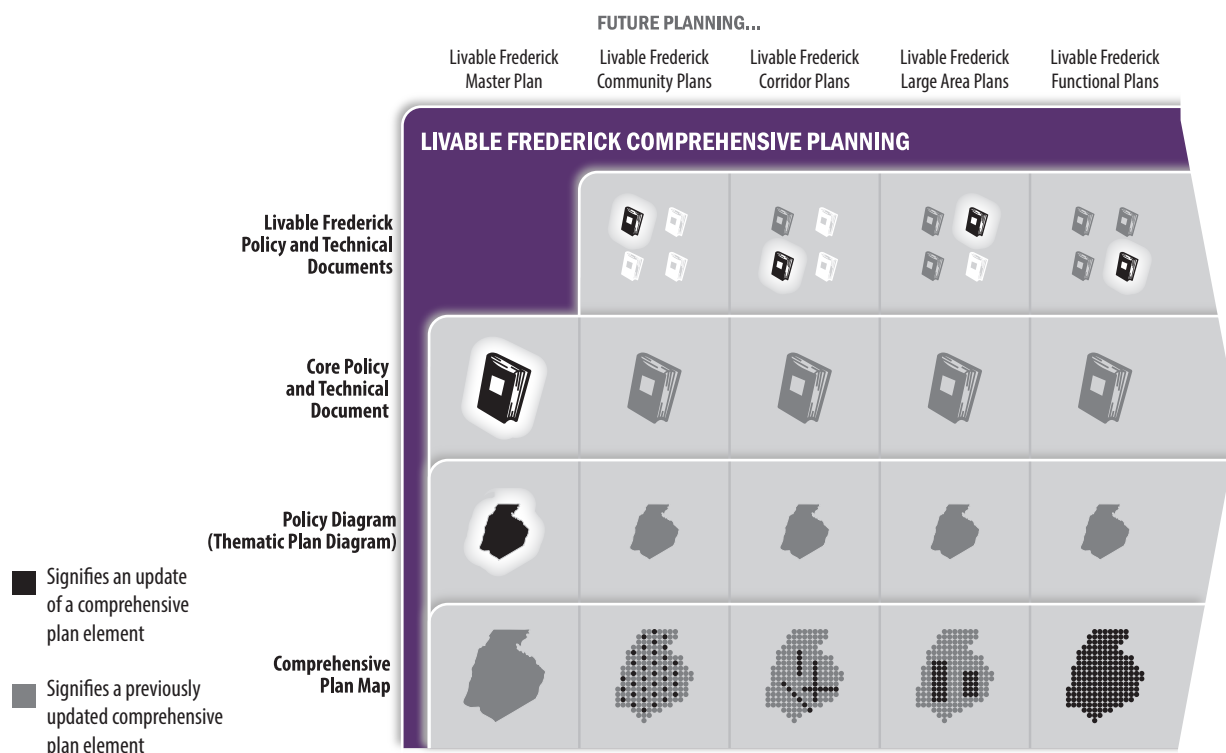 FUTURE PLANNING...
Livable Frederick
Master Plan
Livable Frederick
Community Plans
Livable Frederick
Corridor Plans
Livable Frederick
Large Area Plans
Livable Frederick
Functional Plans
LIVABLE FREDERICK COMPREHENSIVE PLANNING
Livable Frederick
Policy and Technical
Documents
Core Policy
and Technical
Document
Policy Diagram
(Thematic Plan Diagram)
Signifies an update
of a comprehensive
plan element
Comprehensive
Plan Map
Signifies a previously
updated comprehensive
plan element